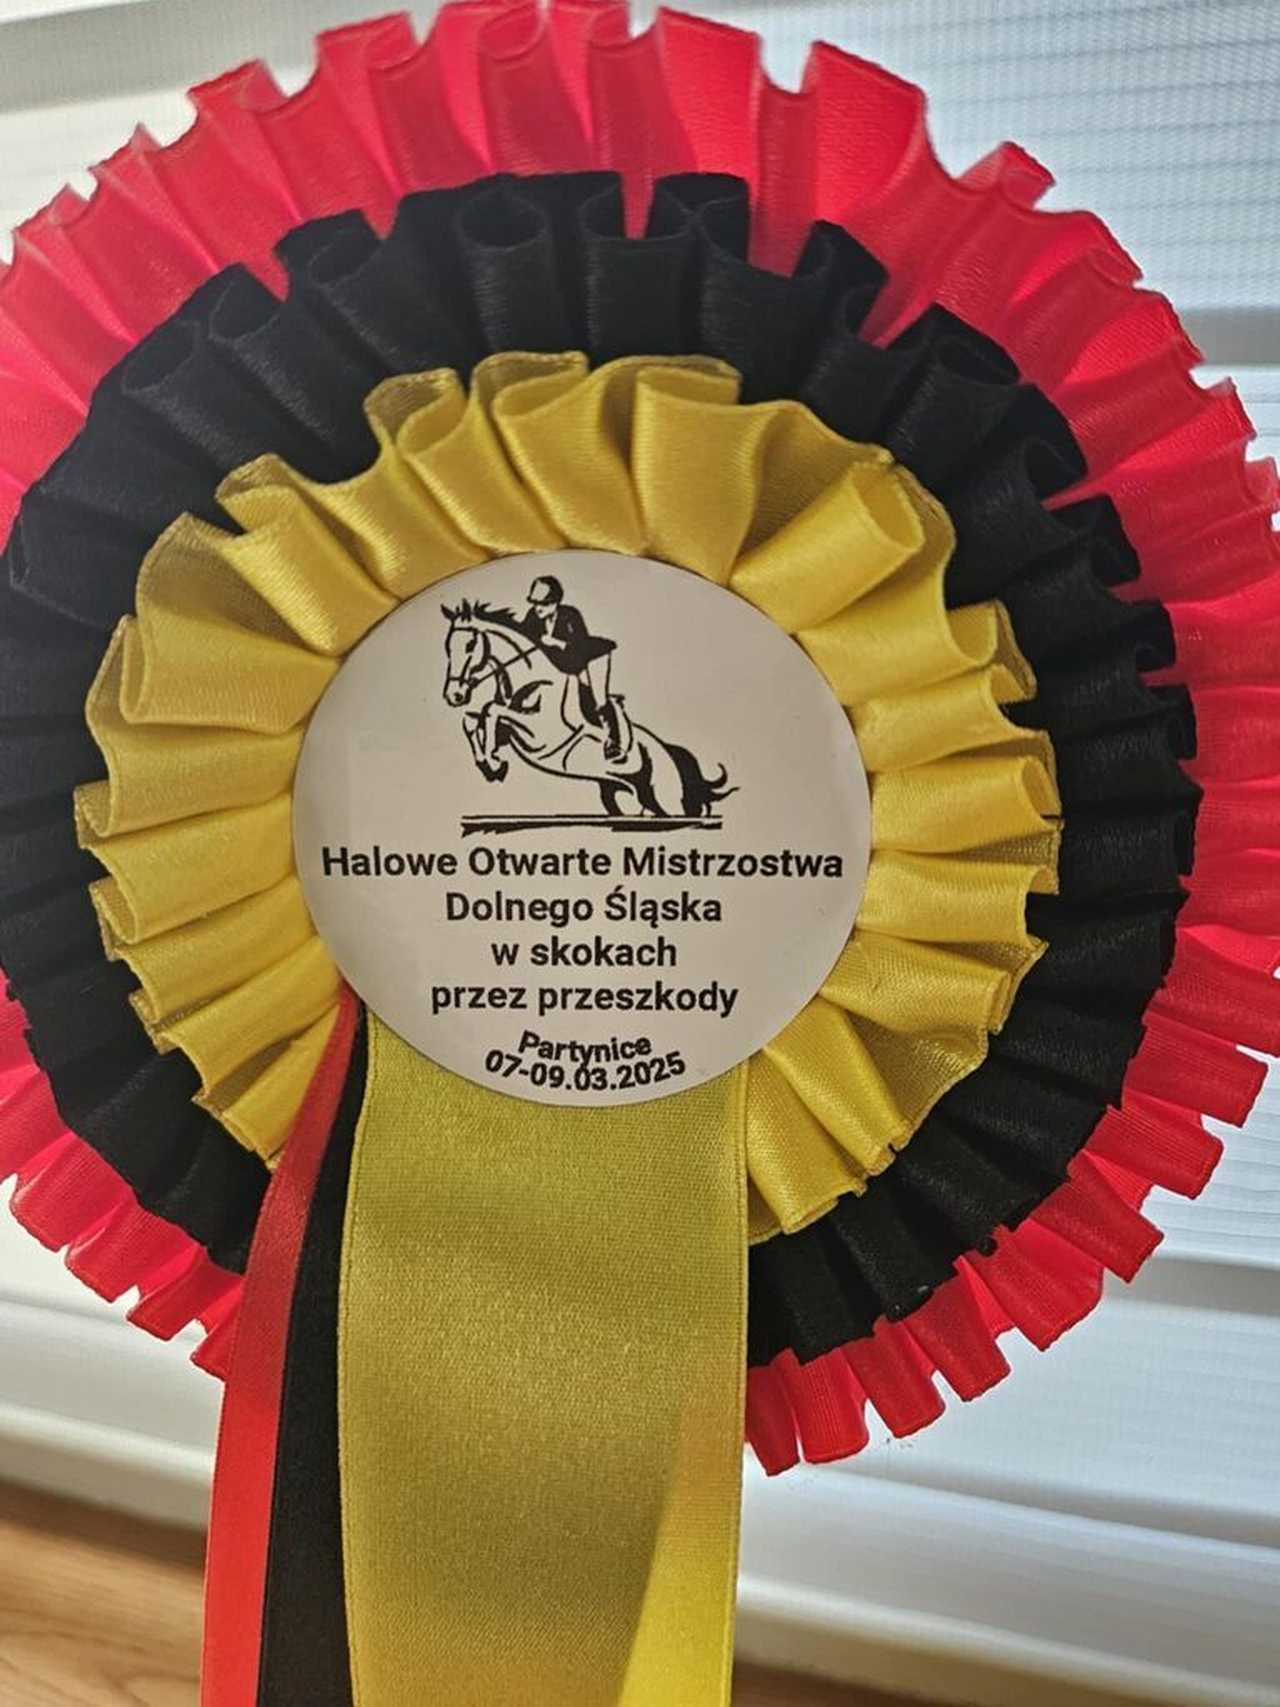 Halowe Otwarte Mistrzostwa
Dolnego Śląska
w skokach
przez przeszkody
Partynice
07-09.03.2025